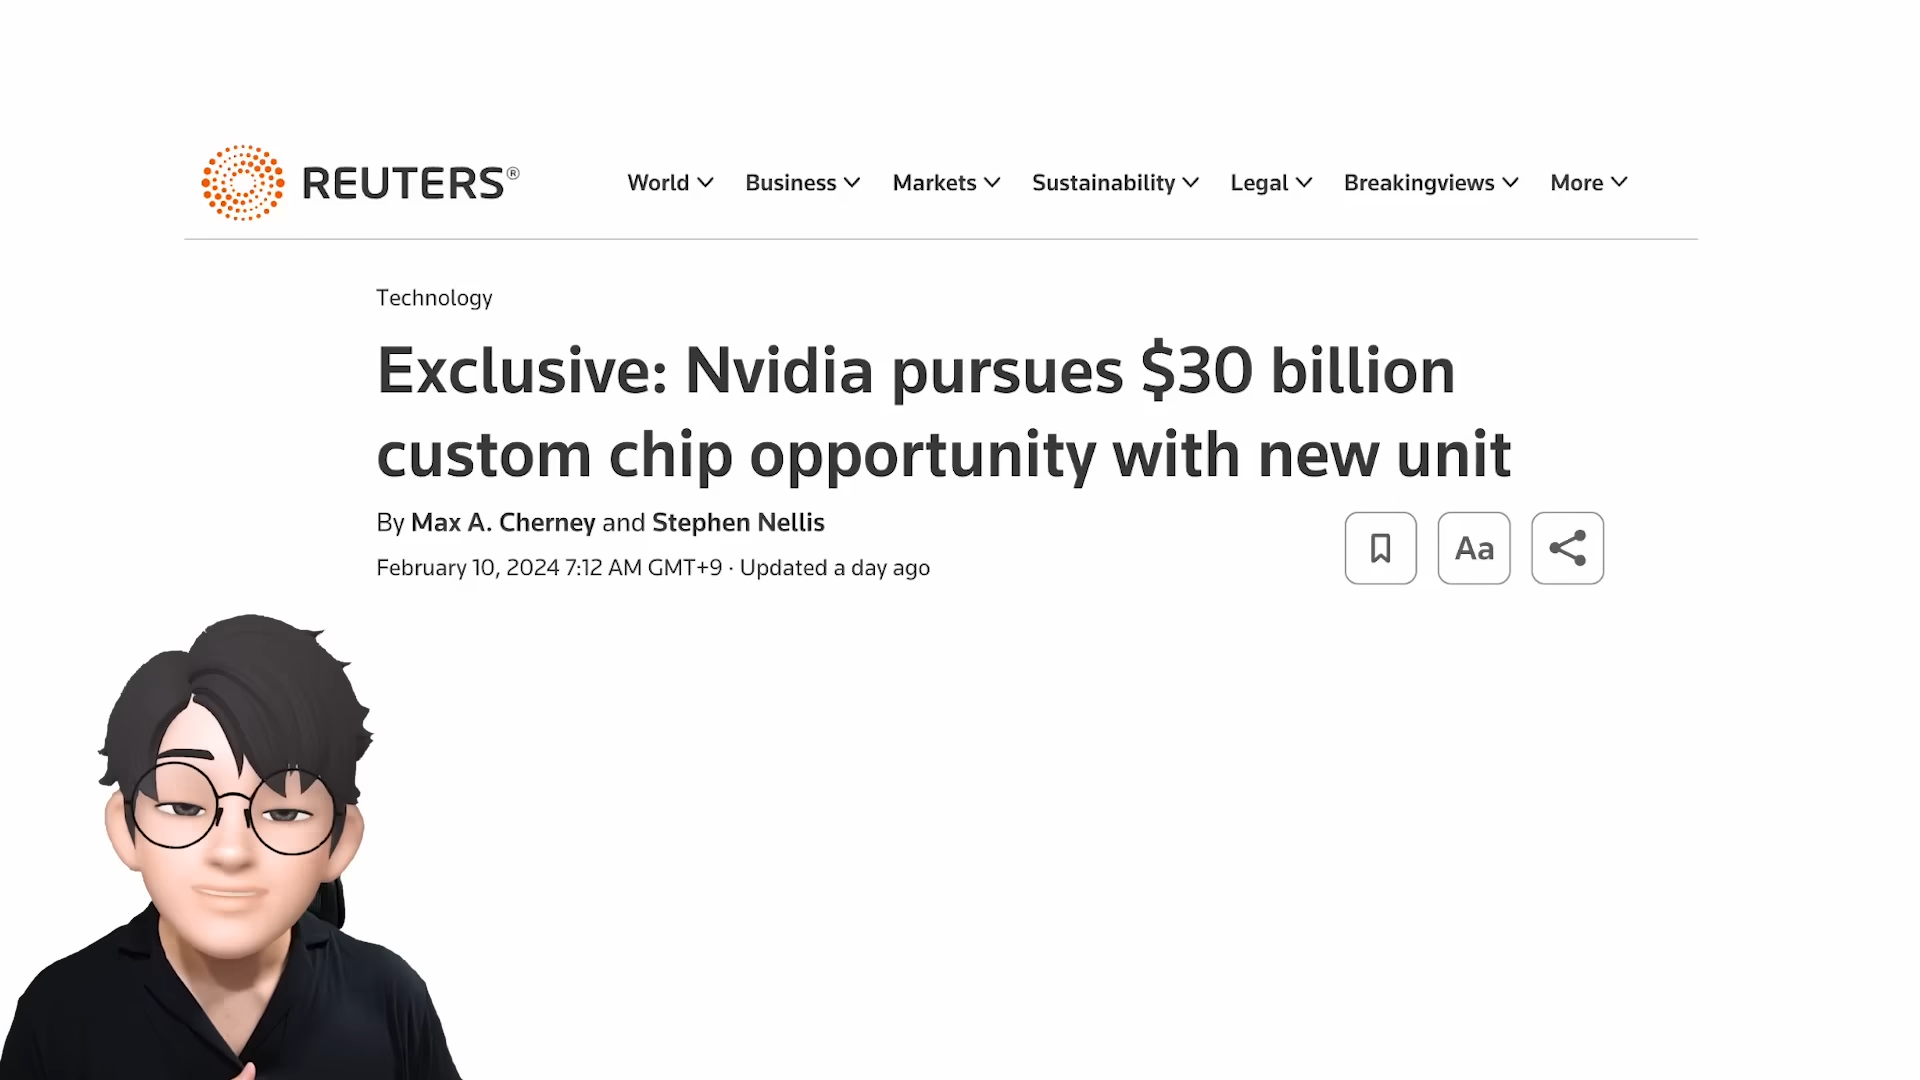 REUTERS®
World Business Markets Sustainability Legal Breakingviews More
Technology
Exclusive: Nvidia pursues $30 billion
custom chip opportunity with new unit
By Max A. Cherney and Stephen Nellis
February 10, 2024 7:12 AM GMT+9 · Updated a day ago
Aa